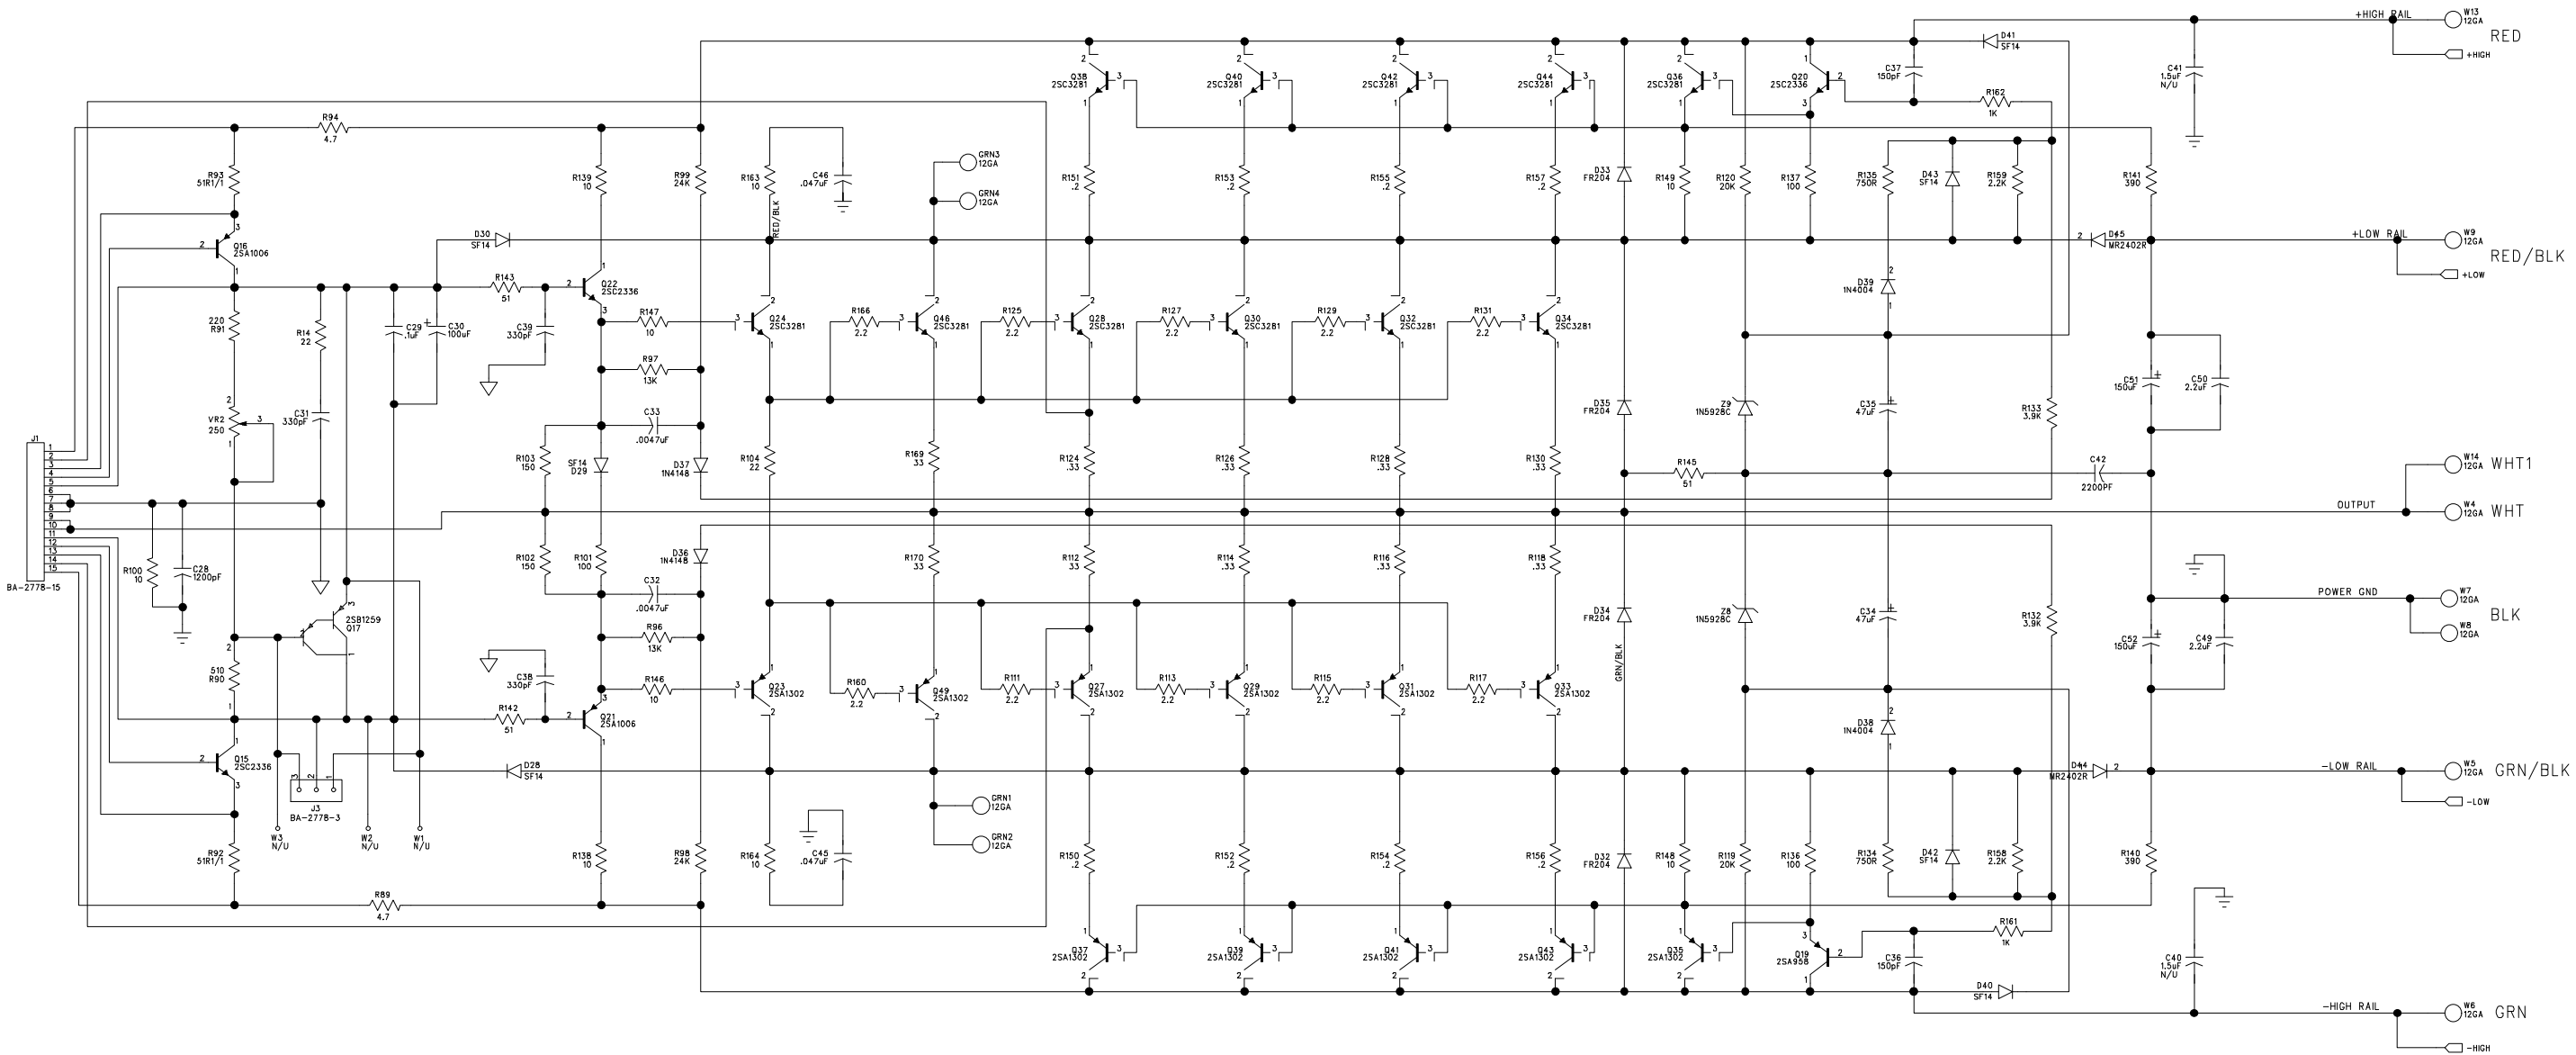 +HIGH RAIL
W13
12GA
RED
+HIGH
D41
SF14
C41
1.5uF
N/U
Q38
2SC3281
Q40
2SC3281
Q42
2SC3281
Q44
2SC3281
Q36
2SC3281
Q20
2SC2336
C37
150pF
R162
1K
R94
4.7
R93
51R1/1
R139
10
R99
24K
R163
10
C46
.047uF
GRN3
12GA
GRN4
12GA
RED/BLK
R151
.2
R153
.2
R155
.2
R157
.2
D33
FR204
R149
10
R120
20K
R137
100
R135
750R
D43
SF14
R159
2.2K
R141
390
Q16
2SA1006
D30
SF14
D45
MR2402R
+LOW RAIL
W9
12GA
RED/BLK
+LOW
R143
51
Q22
2SC2336
220
R91
R14
22
C29
.1uF
C30
100uF
C39
330pF
R147
10
Q24
2SC3281
R166
2.2
Q46
2SC3281
R125
2.2
Q28
2SC3281
R127
2.2
Q30
2SC3281
R129
2.2
Q32
2SC3281
R131
2.2
Q34
2SC3281
D39
1N4004
R97
13K
C51
150uF
C50
2.2uF
VR2
250
C31
330pF
C33
.0047uF
D35
FR204
Z9
1N5928C
C35
47uF
R133
3.9K
J1
1
2
3
4
5
6
7
8
9
10
11
12
13
14
15
BA-2778-15
R103
150
SF14
D29
D37
1N4148
R104
22
R169
33
R124
.33
R126
.33
R128
.33
R130
.33
R145
51
C42
2200PF
W14
12GA
WHT1
OUTPUT
W4
12GA
WHT
R100
10
C28
1200pF
R102
150
R101
100
D36
1N4148
R170
33
R112
33
R114
.33
R116
.33
R118
.33
C32
.0047uF
POWER GND
W7
12GA
BLK
W8
12GA
2SB1259
Q17
R96
13K
D34
FR204
Z8
1N5928C
C34
47uF
R132
3.9K
C52
150uF
C49
2.2uF
GRN/BLK
510
R90
C38
330pF
R146
10
Q23
2SA1302
R160
2.2
Q49
2SA1302
R111
2.2
Q27
2SA1302
R113
2.2
Q29
2SA1302
R115
2.2
Q31
2SA1302
R117
2.2
Q33
2SA1302
R142
51
Q21
2SA1006
D38
1N4004
Q15
2SC2336
D28
SF14
D44
MR2402R
-LOW RAIL
W5
12GA
GRN/BLK
-LOW
J3
BA-2778-3
W3
N/U
W2
N/U
W1
N/U
GRN1
12GA
GRN2
12GA
R92
51R1/1
R138
10
R98
24K
R164
10
C45
.047uF
R150
.2
R152
.2
R154
.2
R156
.2
D32
FR204
R148
10
R119
20K
R136
100
R134
750R
D42
SF14
R158
2.2K
R140
390
R89
4.7
Q37
2SA1302
Q39
2SA1302
Q41
2SA1302
Q43
2SA1302
Q35
2SA1302
Q19
2SA958
C36
150pF
R161
1K
C40
1.5uF
N/U
D40
SF14
-HIGH RAIL
W6
12GA
GRN
-HIGH